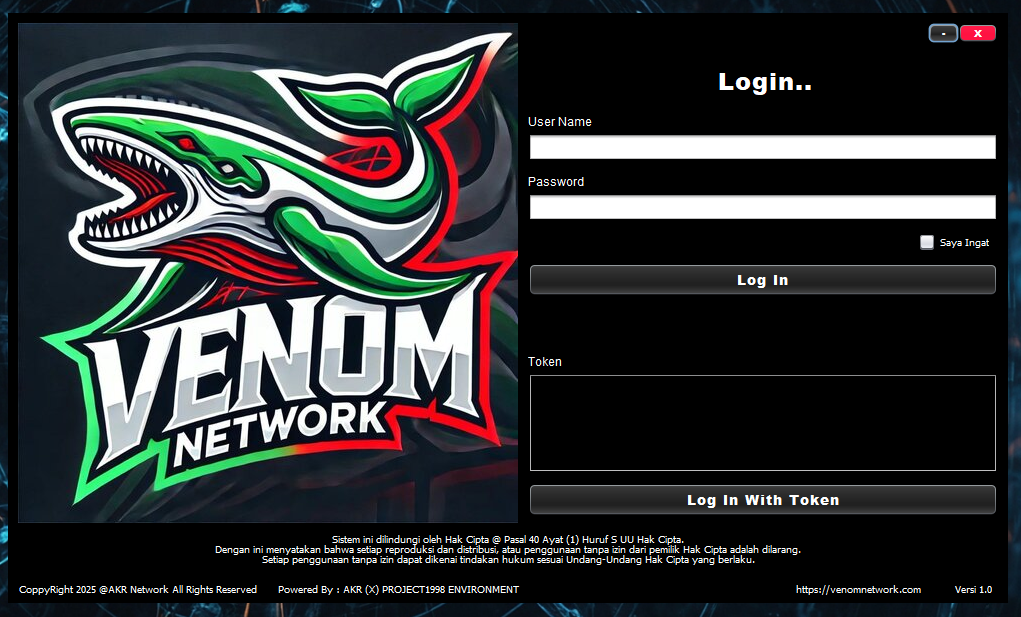 -
X
Login..
User Name
Password
Saya Ingat
Log In
Token
Log In With Token
VENOM
NETWORK
Sistem ini dilindungi oleh Hak Cipta @ Pasal 40 Ayat (1) Huruf S UU Hak Cipta.
Dengan ini menyatakan bahwa setiap reproduksi dan distribusi, atau penggunaan tanpa izin dari pemilik Hak Cipta adalah dilarang.
Setiap penggunaan tanpa izin dapat dikenai tindakan hukum sesuai Undang-Undang Hak Cipta yang berlaku.
CoppyRight 2025 @AKR Network All Rights Reserved
Powered By : AKR (X) PROJECT1998 ENVIRONMENT
https://venomnetwork.com
Versi 1.0